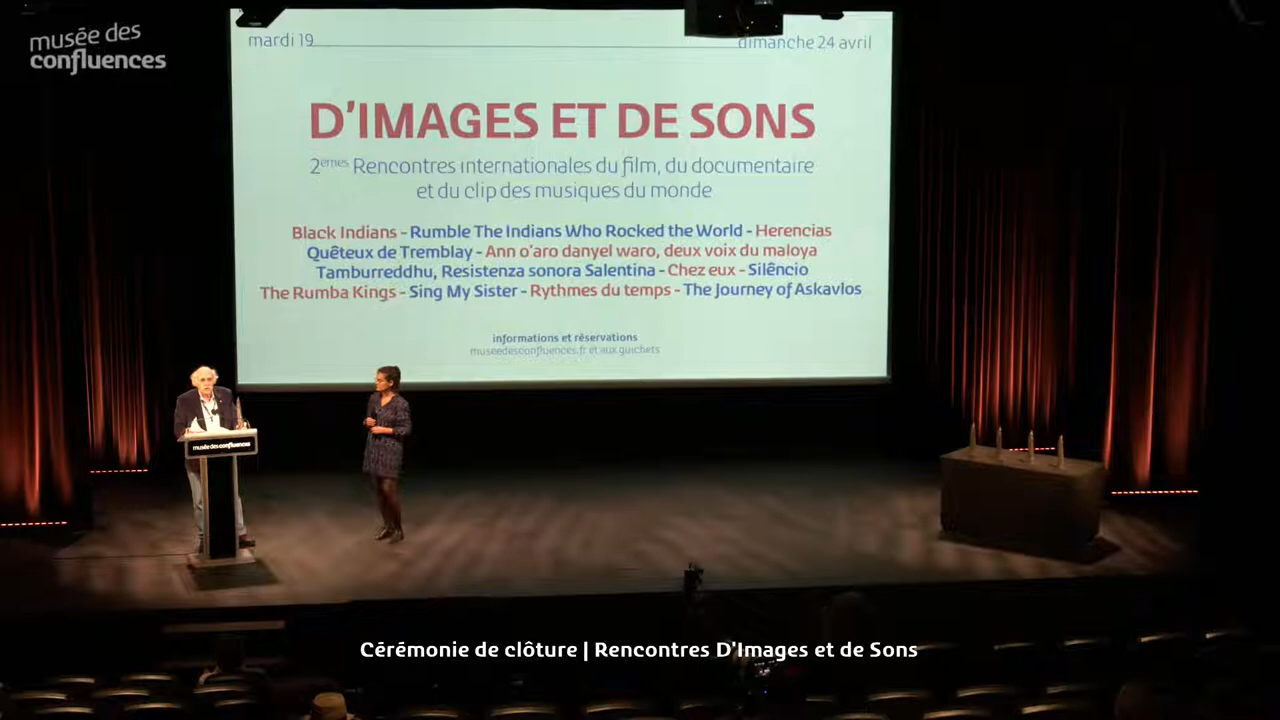 musée des
confluences
mardi 19 dimanche 24 avril
D'IMAGES ET DE SONS
2èmes Rencontres internationales du film, du documentaire
et du clip des musiques du monde
Black Indians - Rumble The Indians Who Rocked the World - Herencias
Quêteux de Tremblay - Ann o'aro danyel waro, deux voix du maloya
Tamburreddhu, Resistenza sonora Salentina - Chez eux - Silêncio
The Rumba Kings - Sing My Sister - Rythmes du temps - The Journey of Askavlos
informations et réservations
museedesconfluences.fr et aux guichets
musée des confluences
Cérémonie de clôture | Rencontres D'Images et de Sons